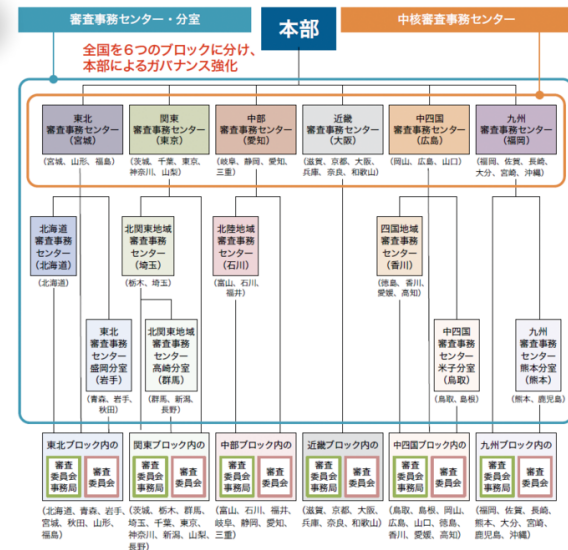 審査事務センター・分室
本部
中核審査事務センター
全国を6つのブロックに分け、
本部によるガバナンス強化
東北
審査事務センター
(宮城)
(宮城、山形、福島)
関東
審査事務センター
(東京)
(茨城、千葉、東京、
神奈川、山梨)
中部
審査事務センター
(愛知)
(岐阜、静岡、愛知、
三重)
近畿
審査事務センター
(大阪)
(滋賀、京都、大阪、
兵庫、奈良、和歌山)
中四国
審査事務センター
(広島)
(岡山、広島、山口)
九州
審査事務センター
(福岡)
(福岡、佐賀、長崎、
大分、宮崎、沖縄)
北海道
審査事務
センター
(北海道)
(北海道)
北関東地域
審査事務
センター
(埼玉)
(栃木、埼玉)
北陸地域
審査事務
センター
(石川)
(富山、石川、
福井)
四国地域
審査事務
センター
(香川)
(徳島、香川、
愛媛、高知)
東北
審査事務
センター
盛岡分室
(岩手)
(青森、岩手、
秋田)
北関東地域
審査事務
センター
高崎分室
(群馬)
(群馬、新潟、
長野)
中四国
審査事務
センター
米子分室
(鳥取)
(鳥取、島根)
九州
審査事務
センター
熊本分室
(熊本)
(熊本、鹿児島)
東北ブロック内の
審査
委員会
事務局
審査
委員会
(北海道、青森、岩手、
宮城、秋田、山形、
福島)
関東ブロック内の
審査
委員会
事務局
審査
委員会
(茨城、栃木、群馬、
埼玉、千葉、東京、
神奈川、新潟、山梨、
長野)
中部ブロック内の
審査
委員会
事務局
審査
委員会
(富山、石川、福井、
岐阜、静岡、愛知、
三重)
近畿ブロック内の
審査
委員会
事務局
審査
委員会
(滋賀、京都、大阪、
兵庫、奈良、和歌山)
中四国ブロック内の
審査
委員会
事務局
審査
委員会
(鳥取、島根、岡山、
広島、山口、徳島、
香川、愛媛、高知)
九州ブロック内の
審査
委員会
事務局
審査
委員会
(福岡、佐賀、長崎、
熊本、大分、宮崎、
鹿児島、沖縄)